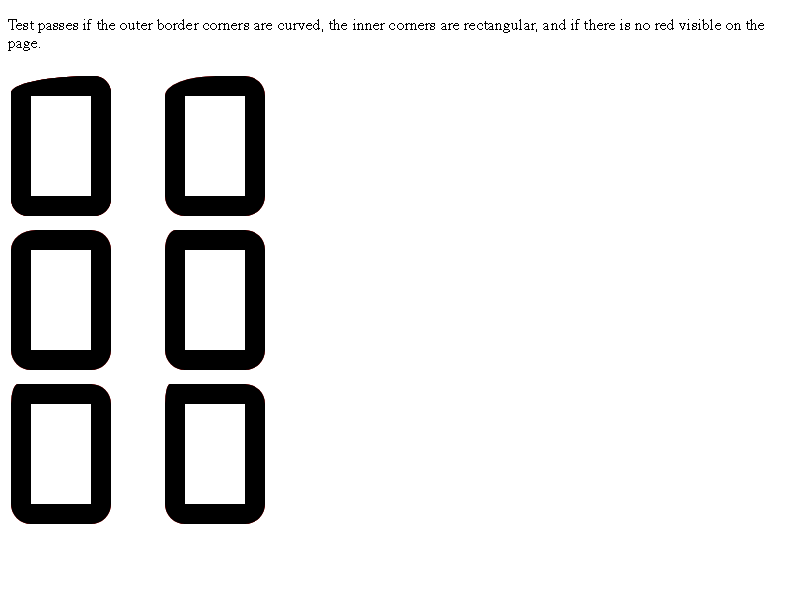 Test passes if the outer border corners are curved, the inner corners are rectangular, and if there is no red visible on the
page.